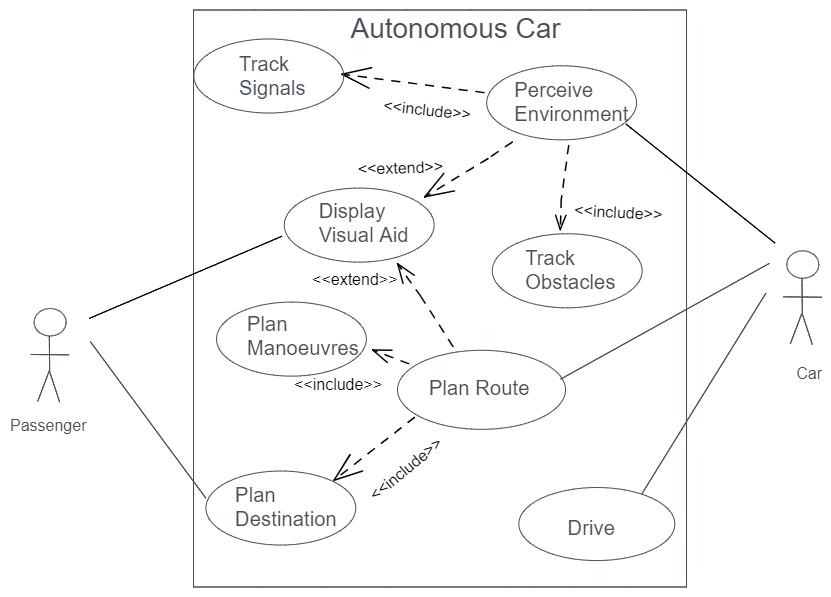 Autonomous Car
Track
Signals
Perceive
Environment
<<include>>
<<extend>>
Display
Visual Aid
<<include>>
Track
Obstacles
<<extend>>
Plan
Manoeuvres
<<include>>
Plan Route
Car
Passenger
<<include>>
Plan
Destination
Drive